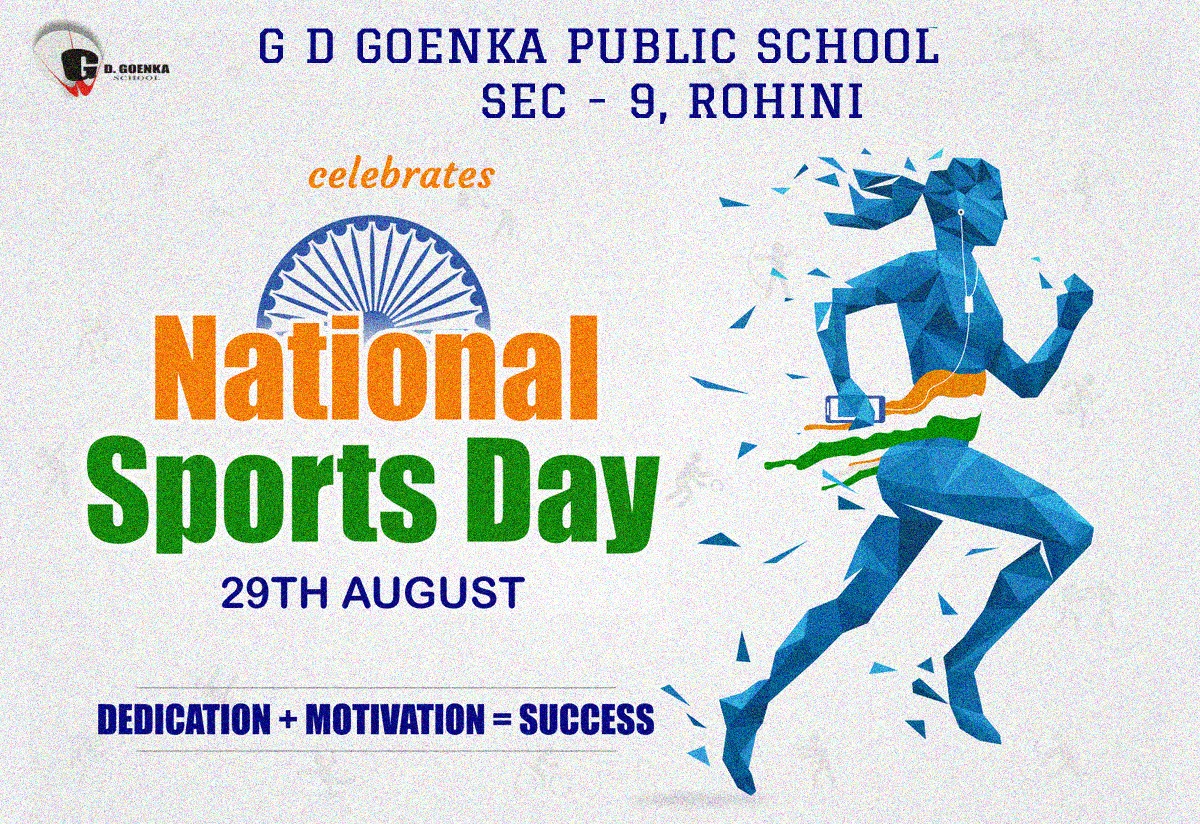 G D. GOENKA
SCHOOL
G D GOENKA PUBLIC SCHOOL
SEC - 9, ROHINI
celebrates
National
Sports Day
29TH AUGUST
DEDICATION + MOTIVATION = SUCCESS